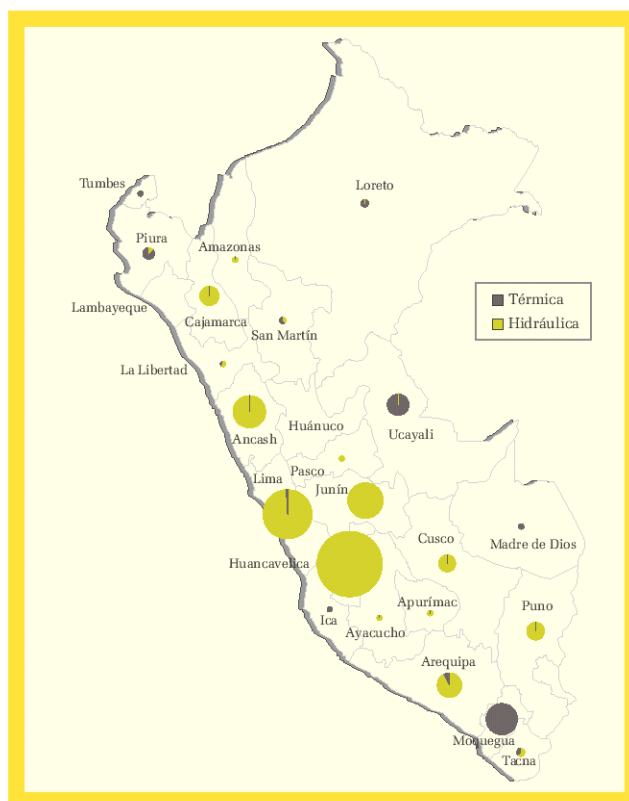 Tumbes
Loreto
Piura
Amazonas
Lambayeque
Cajamarca
San Martín
Térmica
Hidráulica
La Libertad
Huánuco
Ancash
Ucayali
Lima
Pasco
Junín
Cusco
Madre de Dios
Huancavelica
Apurímac
Puno
Ica
Ayacucho
Arequipa
Moquegua
Tacna